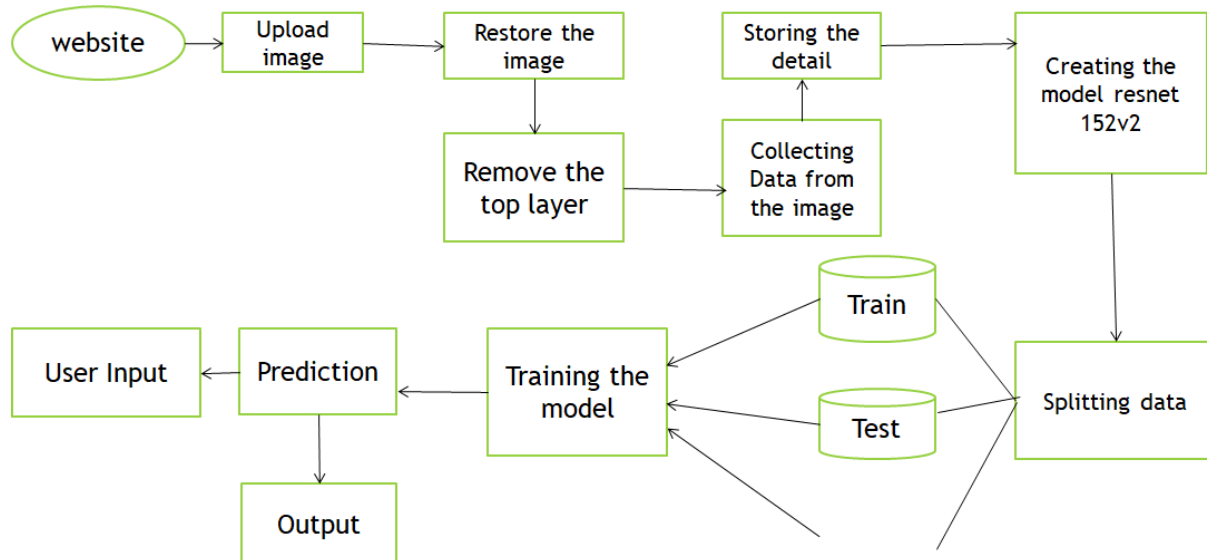 website
Upload
image
Restore the
image
Storing the
detail
Creating the
model resnet
152v2
Remove the
top layer
Collecting
Data from
the image
Train
User Input
Prediction
Training the
model
Test
Splitting data
Output